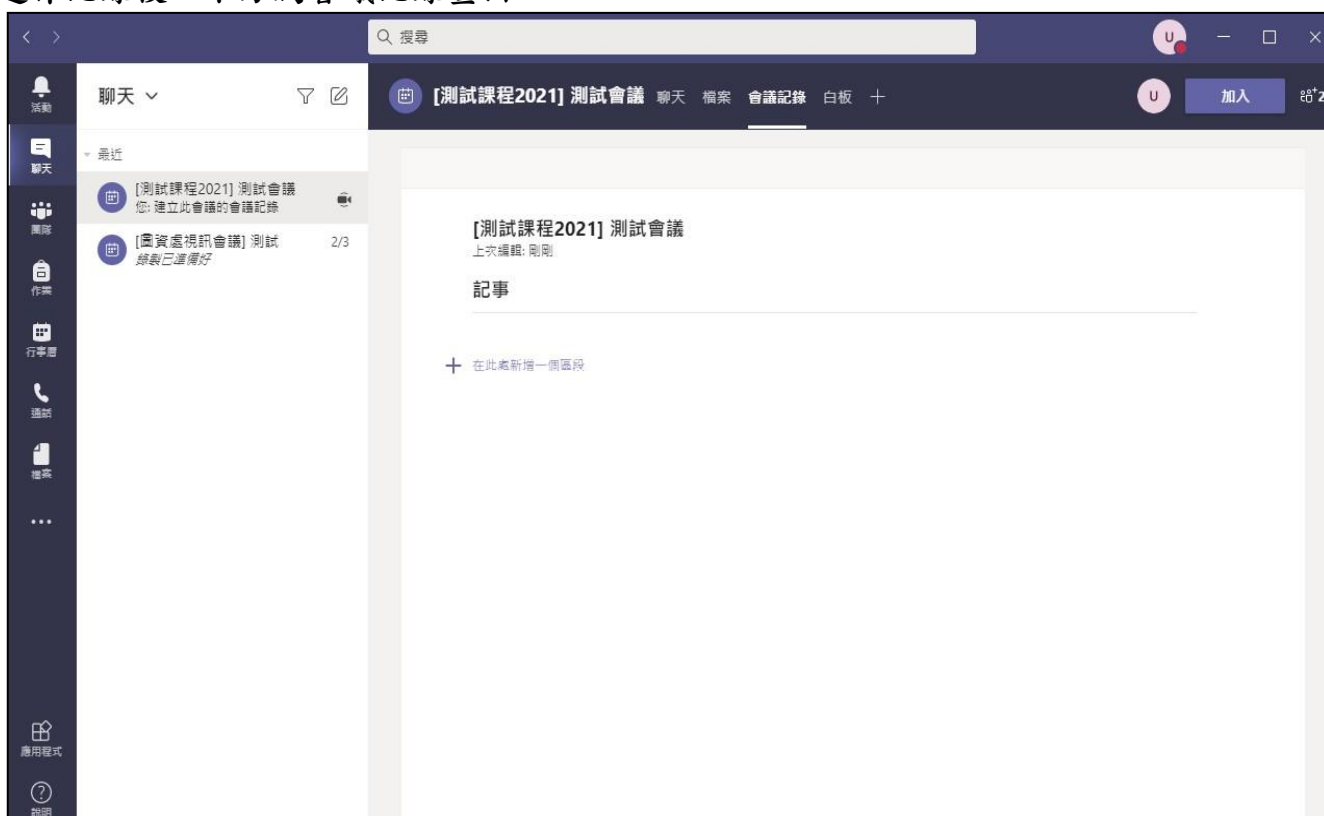 搜尋
U
活動
聊天
團隊
作業
行事曆
通話
檔案
應用程式
說明
聊天
最近
[測試課程2021] 測試會議
您: 建立此會議的會議記錄
[圖資處視訊會議] 測試 2/3
錄製已準備好
[測試課程2021] 測試會議 聊天 檔案 會議記錄 白板
U 加入
[測試課程2021] 測試會議
上次編輯: 剛剛
記事
在此處新增一個區段